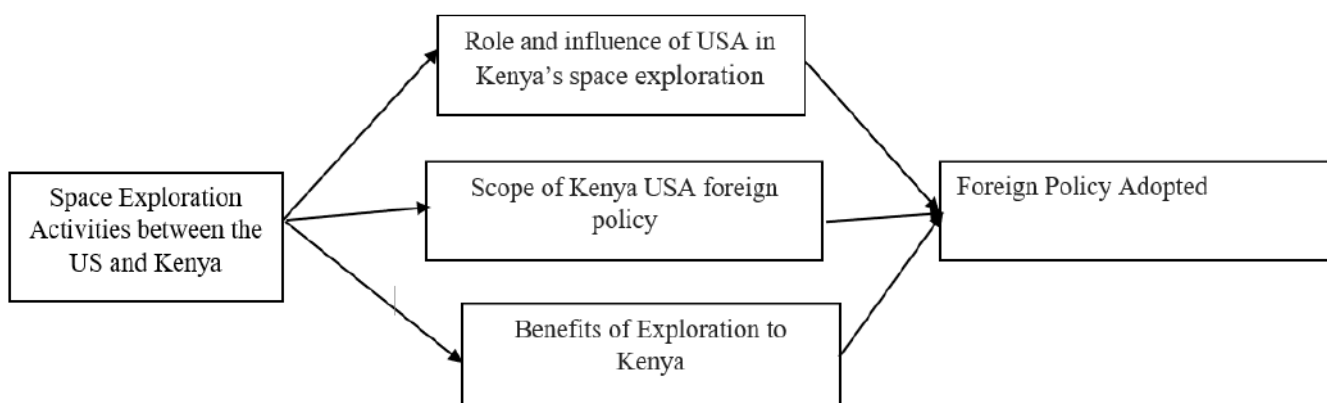 Role and influence of USA in
Kenya’s space exploration
Space Exploration
Activities between the
US and Kenya
Scope of Kenya USA foreign
policy
Foreign Policy Adopted
Benefits of Exploration to
Kenya